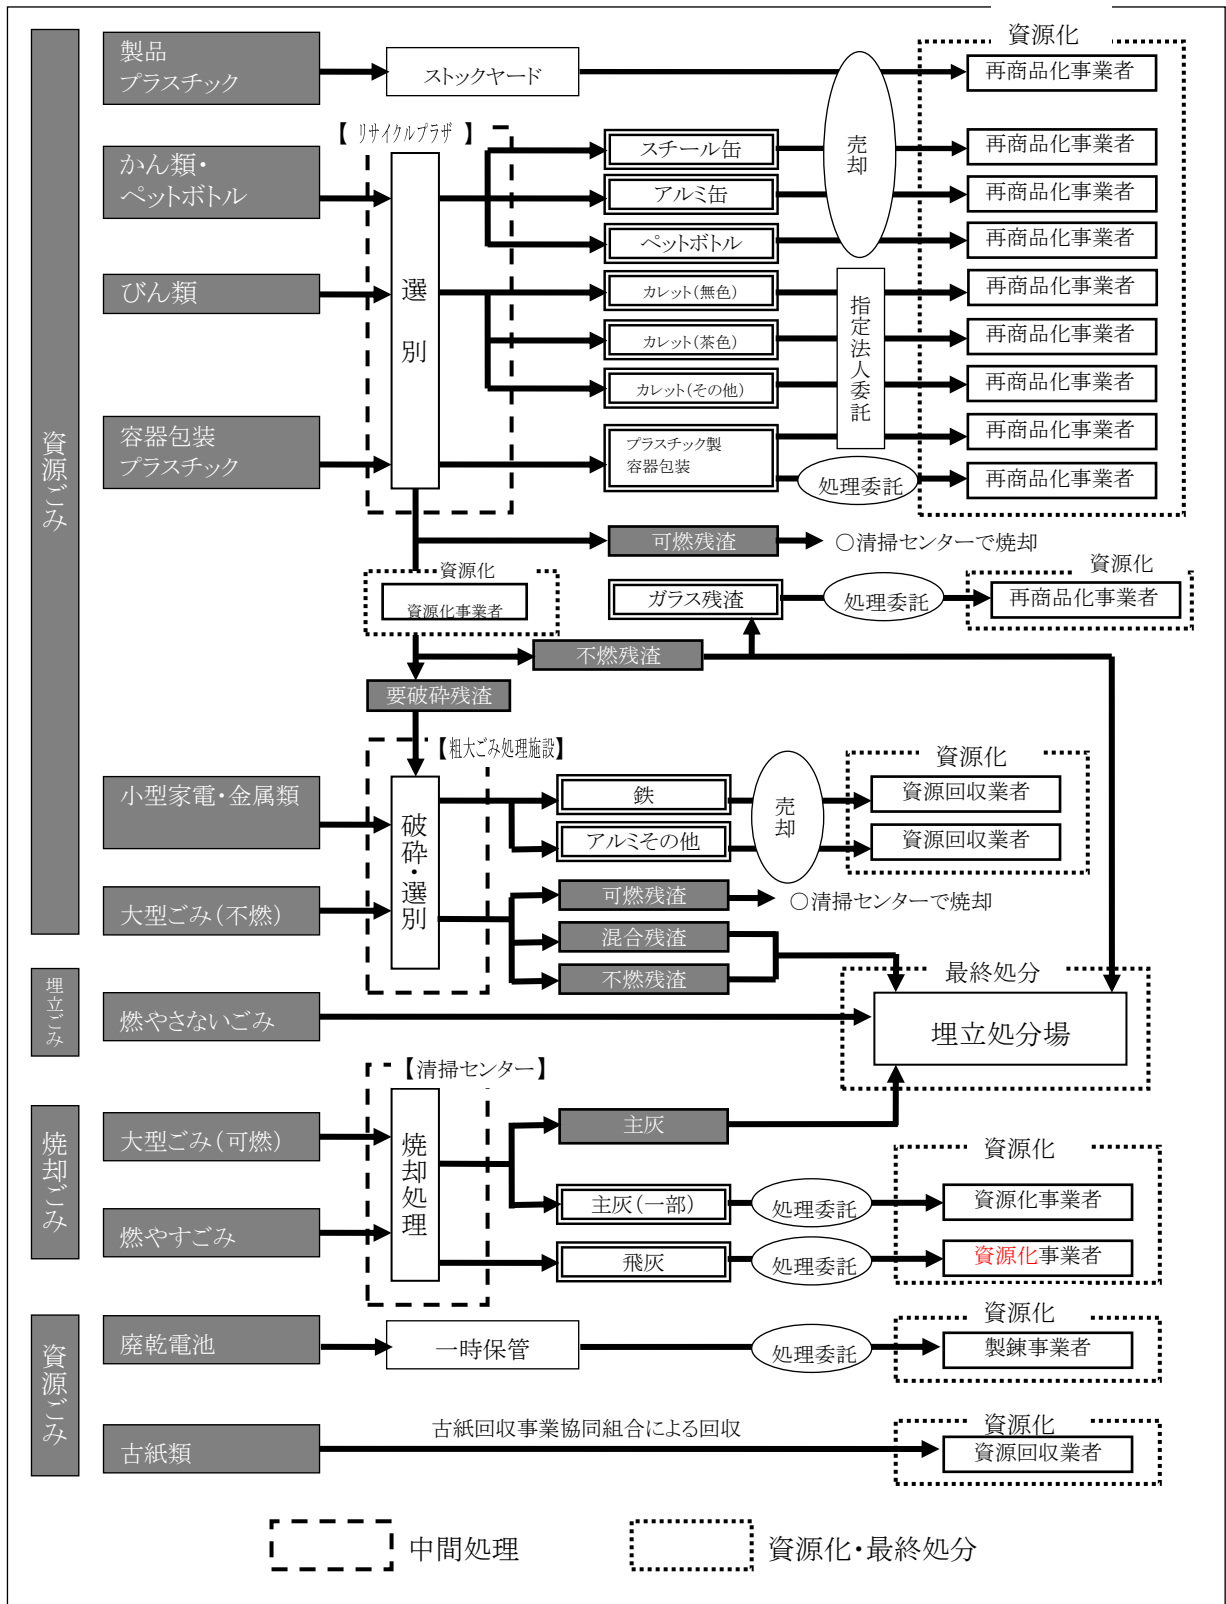 資源ごみ
製品
プラスチック
ストックヤード
売却
資源化
再商品化事業者
【 リサイクルプラザ 】
かん類・
ペットボトル
選別
スチール缶
再商品化事業者
アルミ缶
再商品化事業者
ペットボトル
再商品化事業者
びん類
カレット(無色)
指定法人委託
再商品化事業者
カレット(茶色)
再商品化事業者
カレット(その他)
再商品化事業者
容器包装
プラスチック
プラスチック製
容器包装
再商品化事業者
処理委託
再商品化事業者
可燃残渣
○清掃センターで焼却
資源化
資源化事業者
ガラス残渣
処理委託
資源化
再商品化事業者
不燃残渣
要破砕残渣
【粗大ごみ処理施設】
小型家電・金属類
破砕・選別
鉄
売却
資源化
資源回収業者
アルミその他
資源回収業者
大型ごみ(不燃)
可燃残渣
○清掃センターで焼却
混合残渣
不燃残渣
埋立ごみ
燃やさないごみ
最終処分
埋立処分場
【清掃センター】
焼却ごみ
大型ごみ(可燃)
焼却処理
主灰
資源化
燃やすごみ
主灰(一部)
処理委託
資源化事業者
飛灰
処理委託
資源化事業者
資源ごみ
廃乾電池
一時保管
処理委託
資源化
製錬事業者
古紙類
古紙回収事業協同組合による回収
資源化
資源回収業者
中間処理
資源化・最終処分